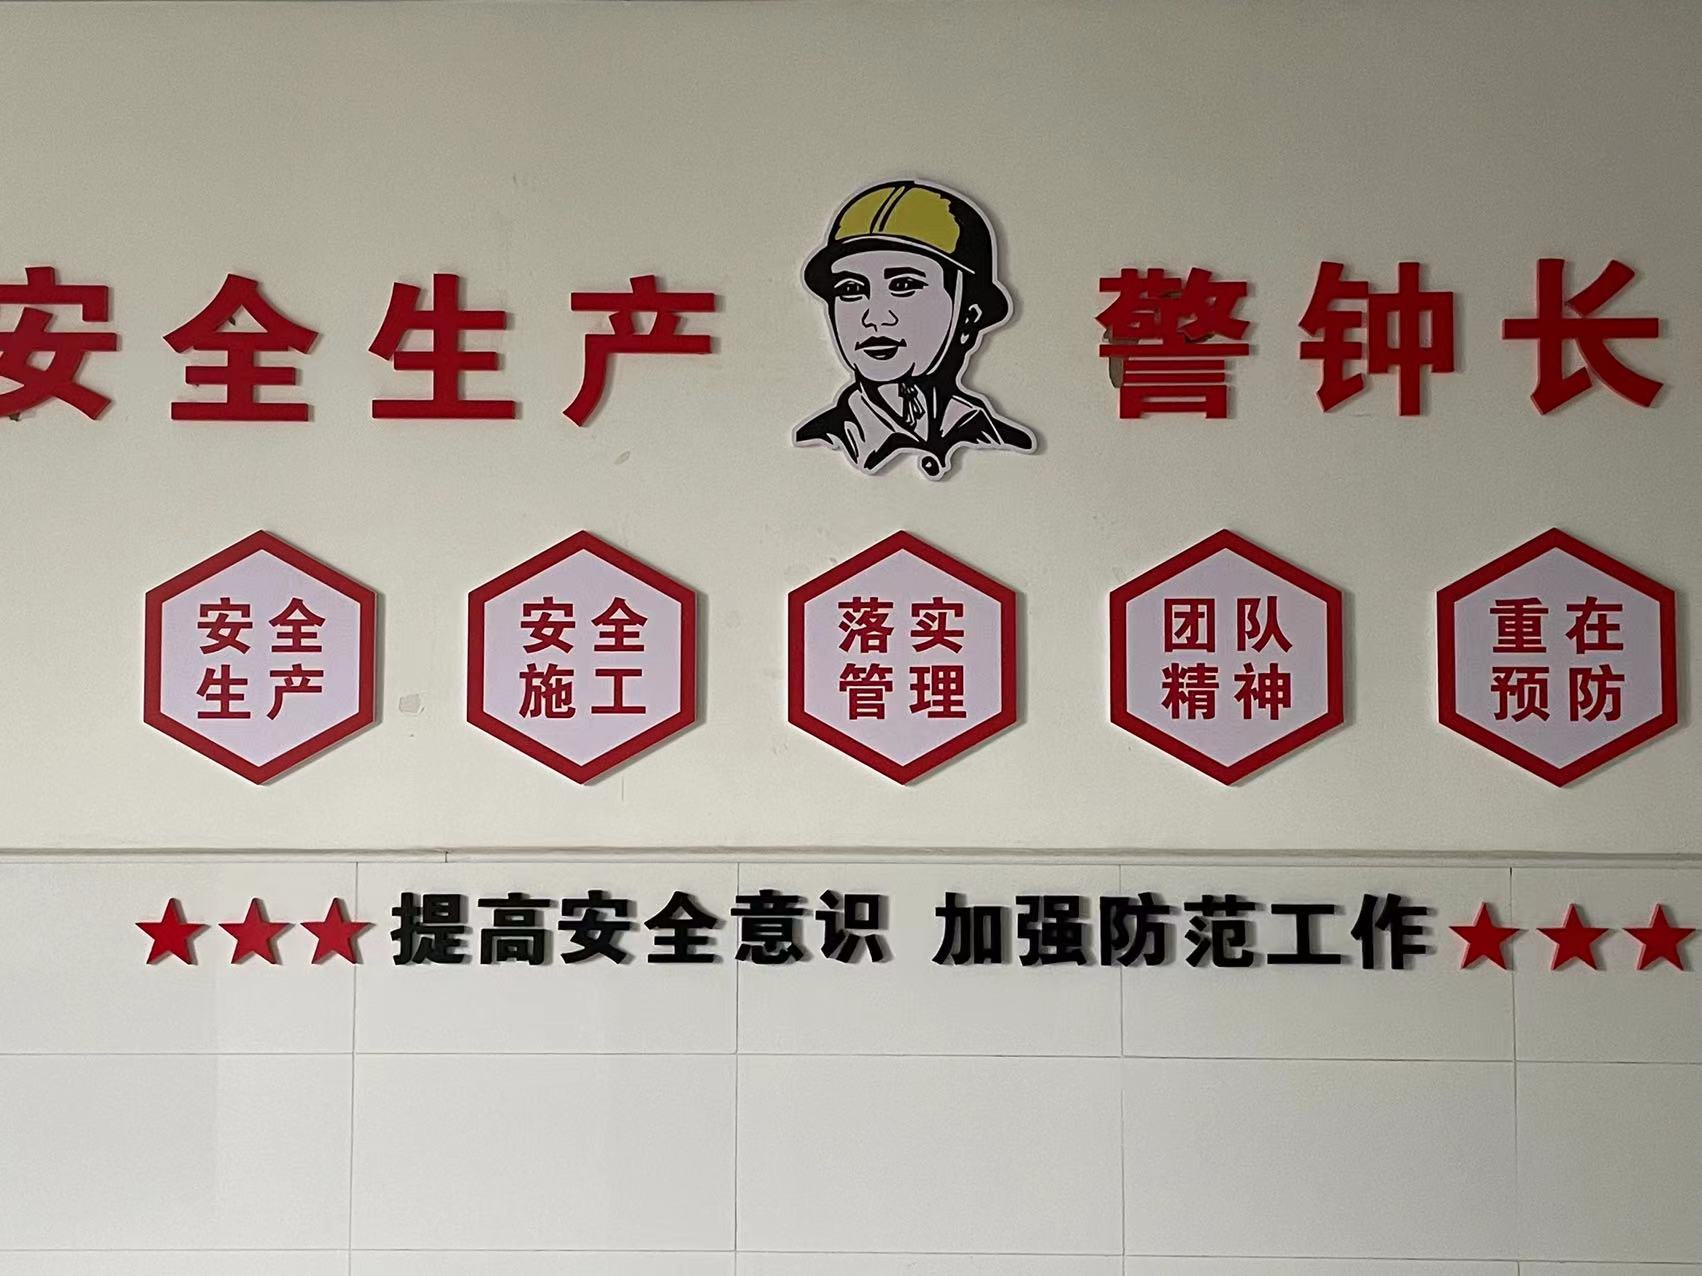 安全生产 警钟长
安全
生产
安全
施工
落实
管理
团队
精神
重在
预防
提高安全意识 加强防范工作